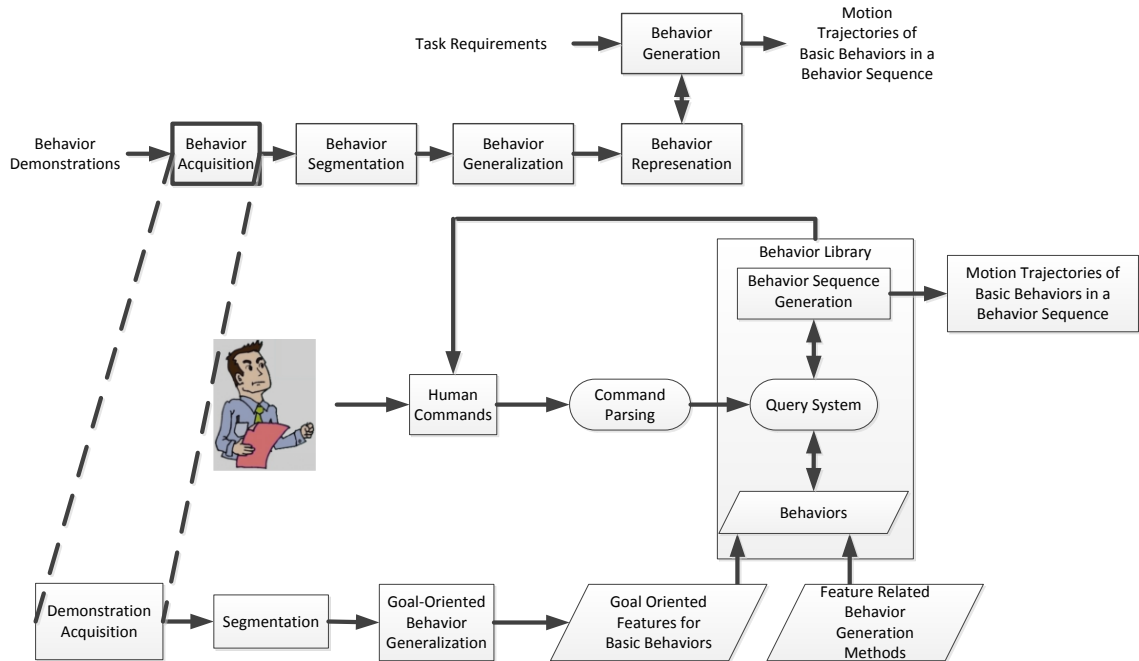 Task Requirements
Behavior
Generation
Motion
Trajectories of
Basic Behaviors in a
Behavior Sequence
Behavior
Demonstrations
Behavior
Acquisition
Behavior
Segmentation
Behavior
Generalization
Behavior
Represenation
Behavior Library
Behavior Sequence
Generation
Motion Trajectories of
Basic Behaviors in a
Behavior Sequence
Human
Commands
Command
Parsing
Query System
Behaviors
Demonstration
Acquisition
Segmentation
Goal-Oriented
Behavior
Generalization
Goal Oriented
Features for
Basic Behaviors
Feature Related
Behavior
Generation
Methods